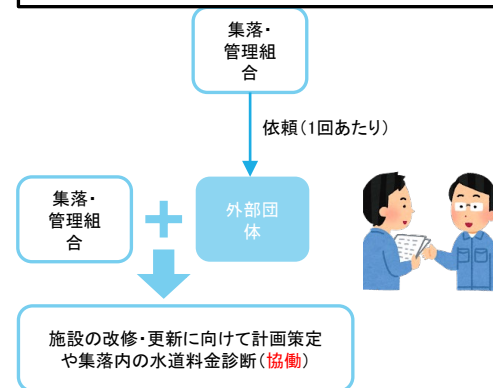 集落・
管理組
合
依頼(1回あたり)
集落・
管理組
合
外部団
体
施設の改修・更新に向けて計画策定
や集落内の水道料金診断(協働)